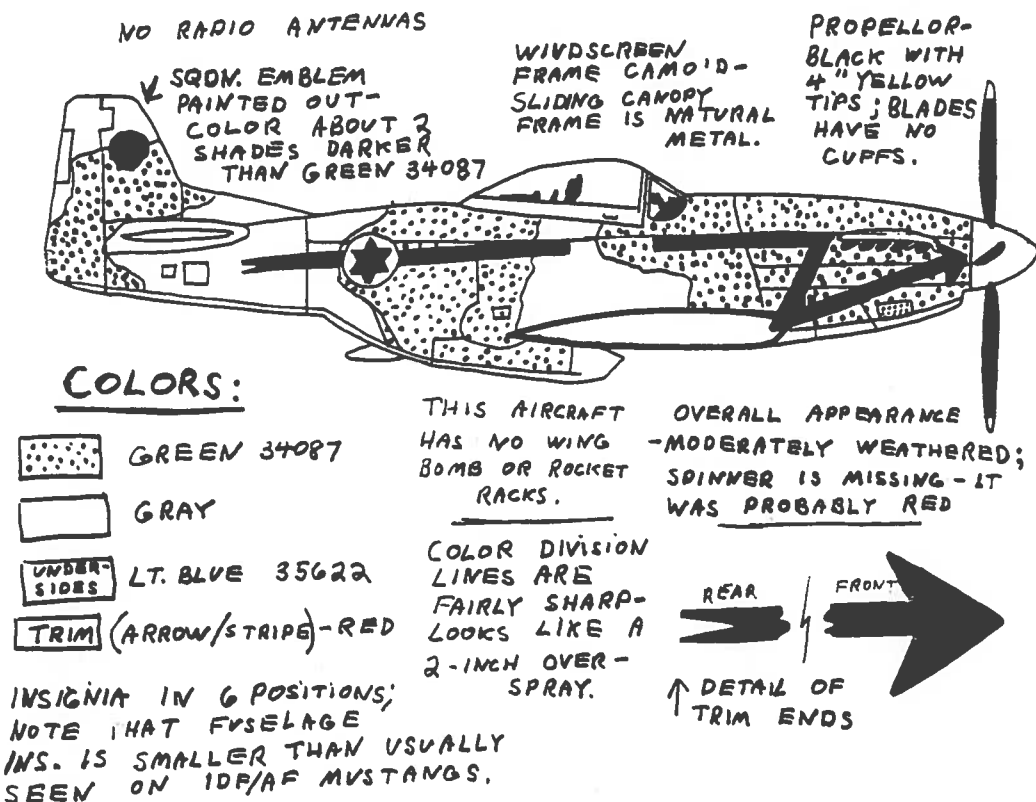 NO RADIO ANTENNAS
SQDN. EMBLEM
PAINTED OUT-
COLOR ABOUT 2
SHADES DARKER
THAN GREEN 34087
WINDSCREEN
FRAME CAMO'D-
SLIDING CANOPY
FRAME IS NATURAL
METAL.
PROPELLOR-
BLACK WITH
4" YELLOW
TIPS; BLADES
HAVE NO
CUFFS.
COLORS:
GREEN 34087
GRAY
UNDER-
SIDES
LT. BLUE 35622
TRIM (ARROW/STRIPE)-RED
INSIGNIA IN 6 POSITIONS;
NOTE THAT FUSELAGE
INS. IS SMALLER THAN USUALLY
SEEN ON IDF/AF MUSTANGS.
THIS AIRCRAFT
HAS NO WING
BOMB OR ROCKET
RACKS.
COLOR DIVISION
LINES ARE
FAIRLY SHARP-
LOOKS LIKE A
2-INCH OVER-
SPRAY.
OVERALL APPEARANCE
-MODERATELY WEATHERED;
SPINNER IS MISSING-IT
WAS PROBABLY RED
REAR
FRONT
↑ DETAIL OF
TRIM ENDS